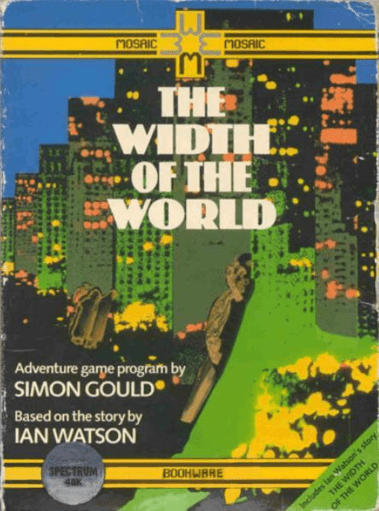 MOSAIC MOSAIC
THE
WIDTH
OF THE
WORLD
Adventure game program by
SIMON GOULD
Based on the story by
IAN WATSON
SPECTRUM
48K
BOOKWARE
Includes Ian Watson's story
THE WIDTH
OF THE WORLD